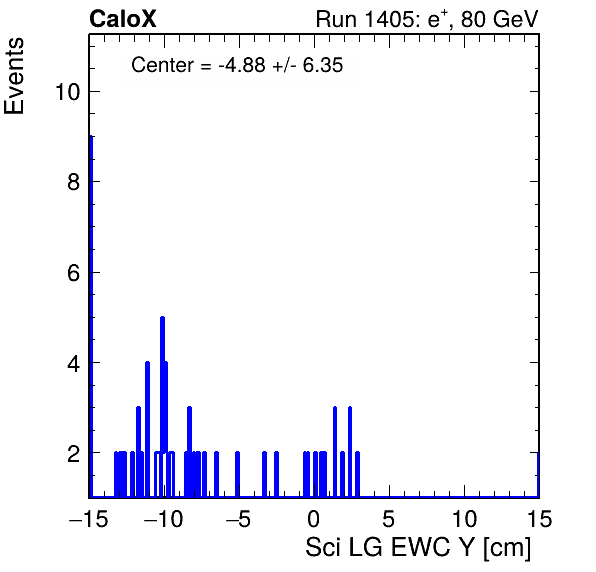 CaloX Run 1405: e+, 80 GeV
Center = -4.88 +/- 6.35
Events
10
8
6
4
2
−15 −10 −5 0 5 10 15
Sci LG EWC Y [cm]